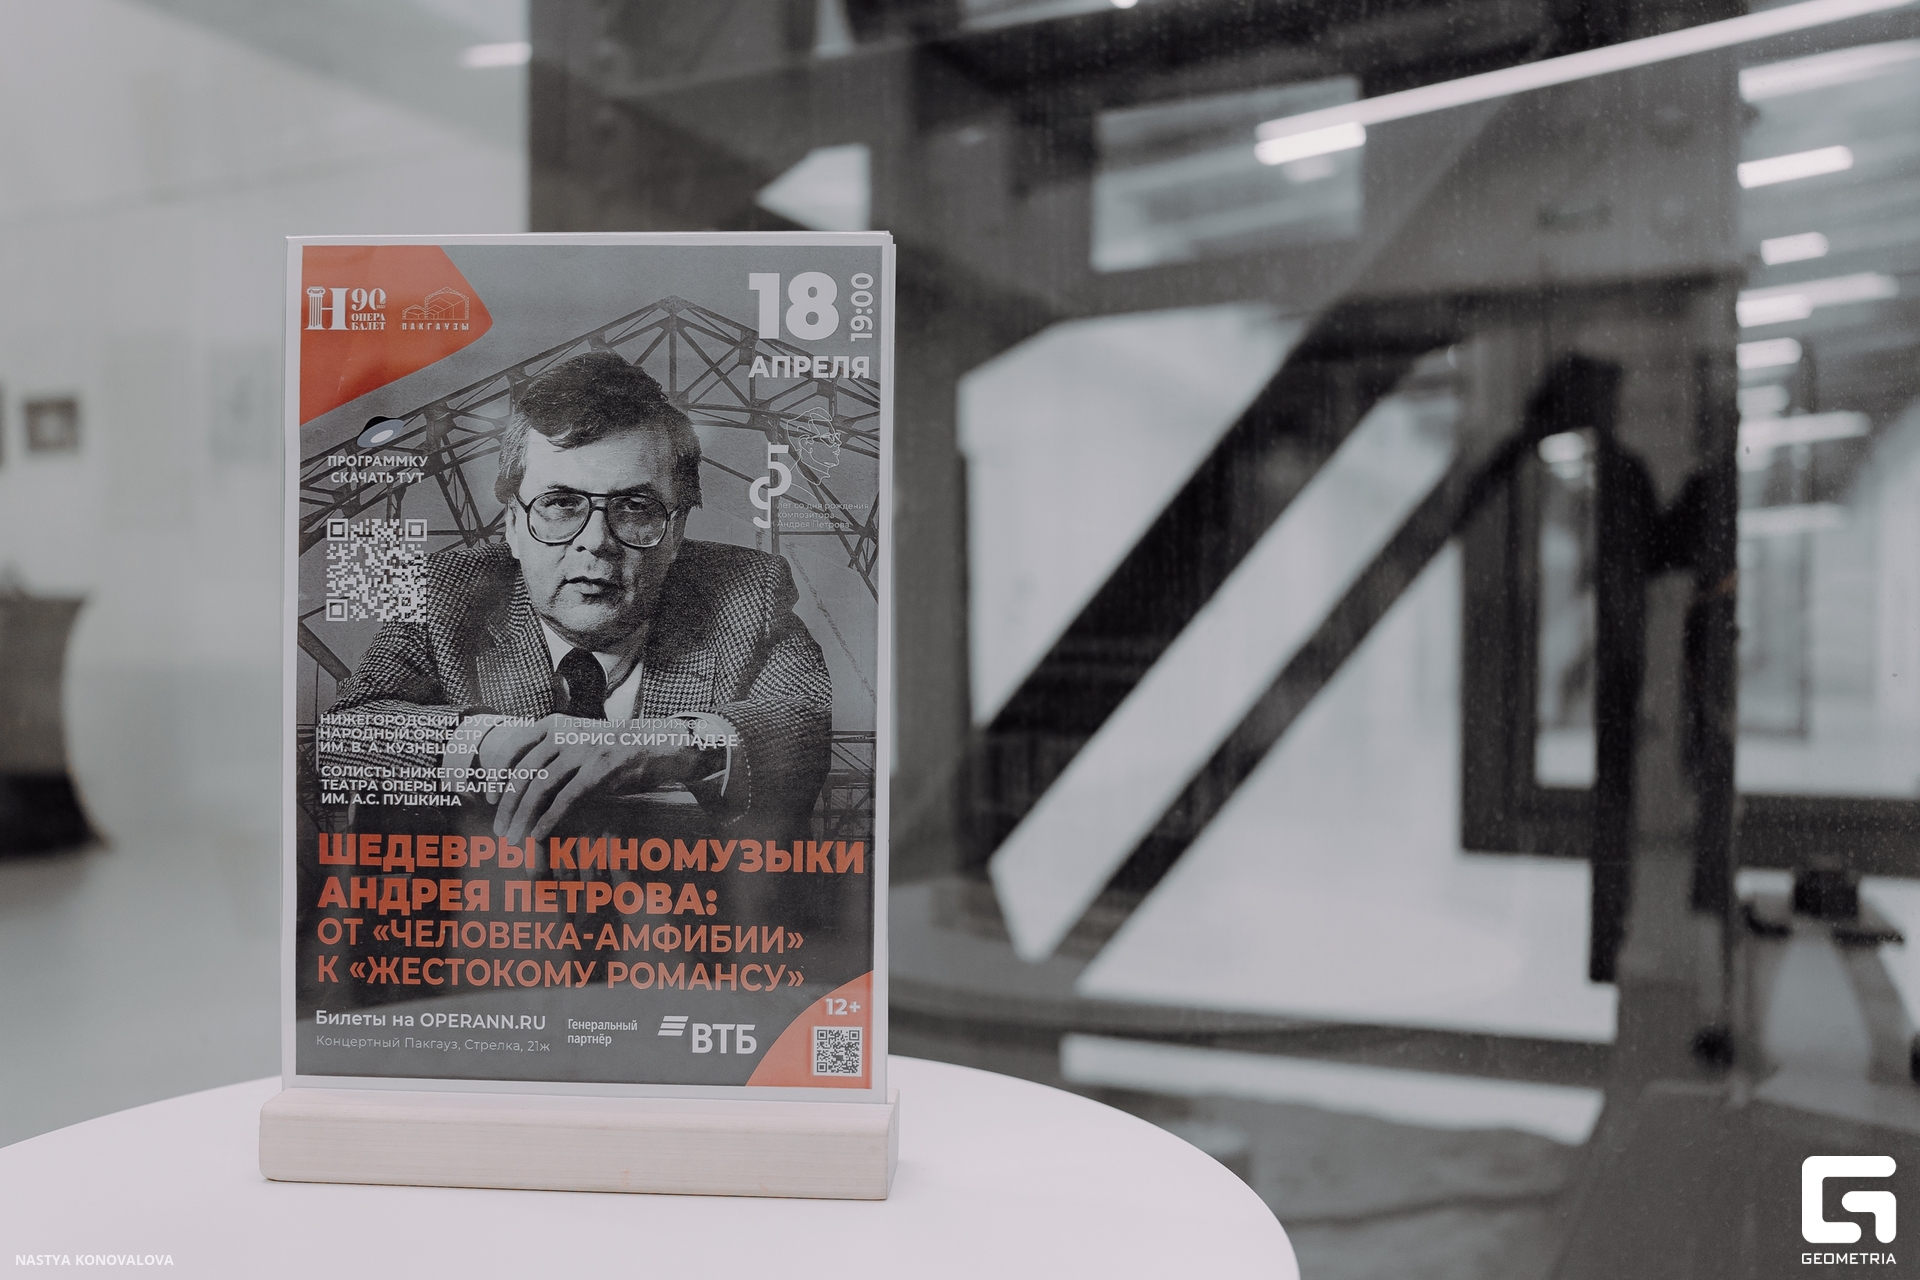 Н 90 ЛЕТ
ОПЕРА
БАЛЕТ
ПАКГАУЗЫ
18
19:00
АПРЕЛЯ
ПРОГРАММКУ
СКАЧАТЬ ТУТ
95
лет со дня рождения
композитора
Андрея Петрова
НИЖЕГОРОДСКИЙ РУССКИЙ
НАРОДНЫЙ ОРКЕСТР
ИМ. В. А. КУЗНЕЦОВА
Главный дирижер
БОРИС СХИРТЛАДЗЕ
СОЛИСТЫ НИЖЕГОРОДСКОГО
ТЕАТРА ОПЕРЫ И БАЛЕТА
ИМ. А.С. ПУШКИНА
ШЕДЕВРЫ КИНОМУЗЫКИ
АНДРЕЯ ПЕТРОВА:
ОТ «ЧЕЛОВЕКА-АМФИБИИ»
К «ЖЕСТОКОМУ РОМАНСУ»
12+
Билеты на OPERANN.RU
Концертный Пакгауз, Стрелка, 21ж
Генеральный
партнёр
ВТБ
NASTYA KONOVALOVA
GEOMETRIA